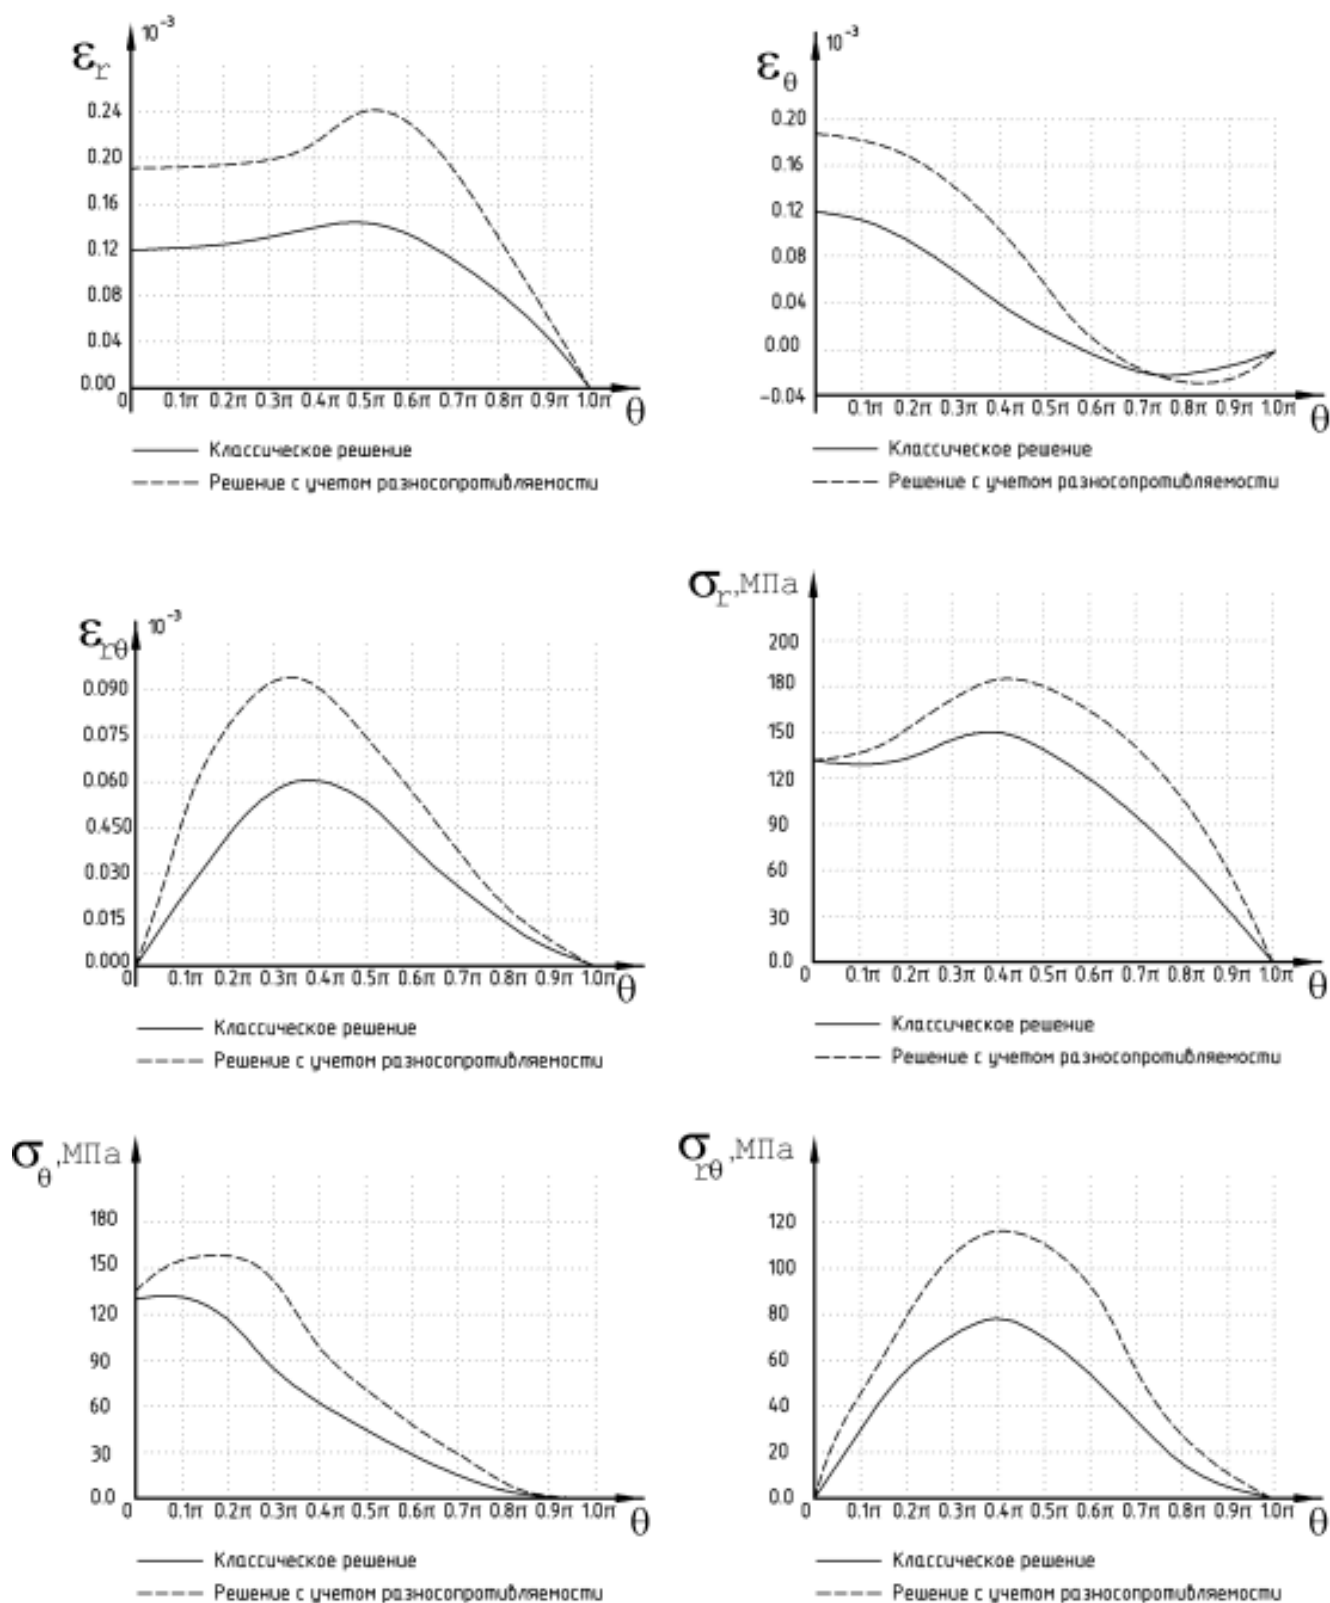 ε_r 10⁻³
0.24
0.20
0.16
0.12
0.08
0.04
0.00
0 0.1π 0.2π 0.3π 0.4π 0.5π 0.6π 0.7π 0.8π 0.9π 1.0π θ
Классическое решение
Решение с учетом разносопротивляемости
ε_θ 10⁻³
0.20
0.16
0.12
0.08
0.04
0.00
-0.04
0.1π 0.2π 0.3π 0.4π 0.5π 0.6π 0.7π 0.8π 0.9π 1.0π θ
Классическое решение
Решение с учетом разносопротивляемости
ε_rθ 10⁻³
0.090
0.075
0.060
0.450
0.030
0.015
0.000
0 0.1π 0.2π 0.3π 0.4π 0.5π 0.6π 0.7π 0.8π 0.9π 1.0π θ
Классическое решение
Решение с учетом разносопротивляемости
σ_r,МПа
200
180
150
120
90
60
30
0.0
0 0.1π 0.2π 0.3π 0.4π 0.5π 0.6π 0.7π 0.8π 0.9π 1.0π θ
Классическое решение
Решение с учетом разносопротивляемости
σ_θ,МПа
180
150
120
90
60
30
0.0
0 0.1π 0.2π 0.3π 0.4π 0.5π 0.6π 0.7π 0.8π 0.9π 1.0π θ
Классическое решение
Решение с учетом разносопротивляемости
σ_rθ,МПа
120
100
80
60
40
20
0.0
0 0.1π 0.2π 0.3π 0.4π 0.5π 0.6π 0.7π 0.8π 0.9π 1.0π θ
Классическое решение
Решение с учетом разносопротивляемости